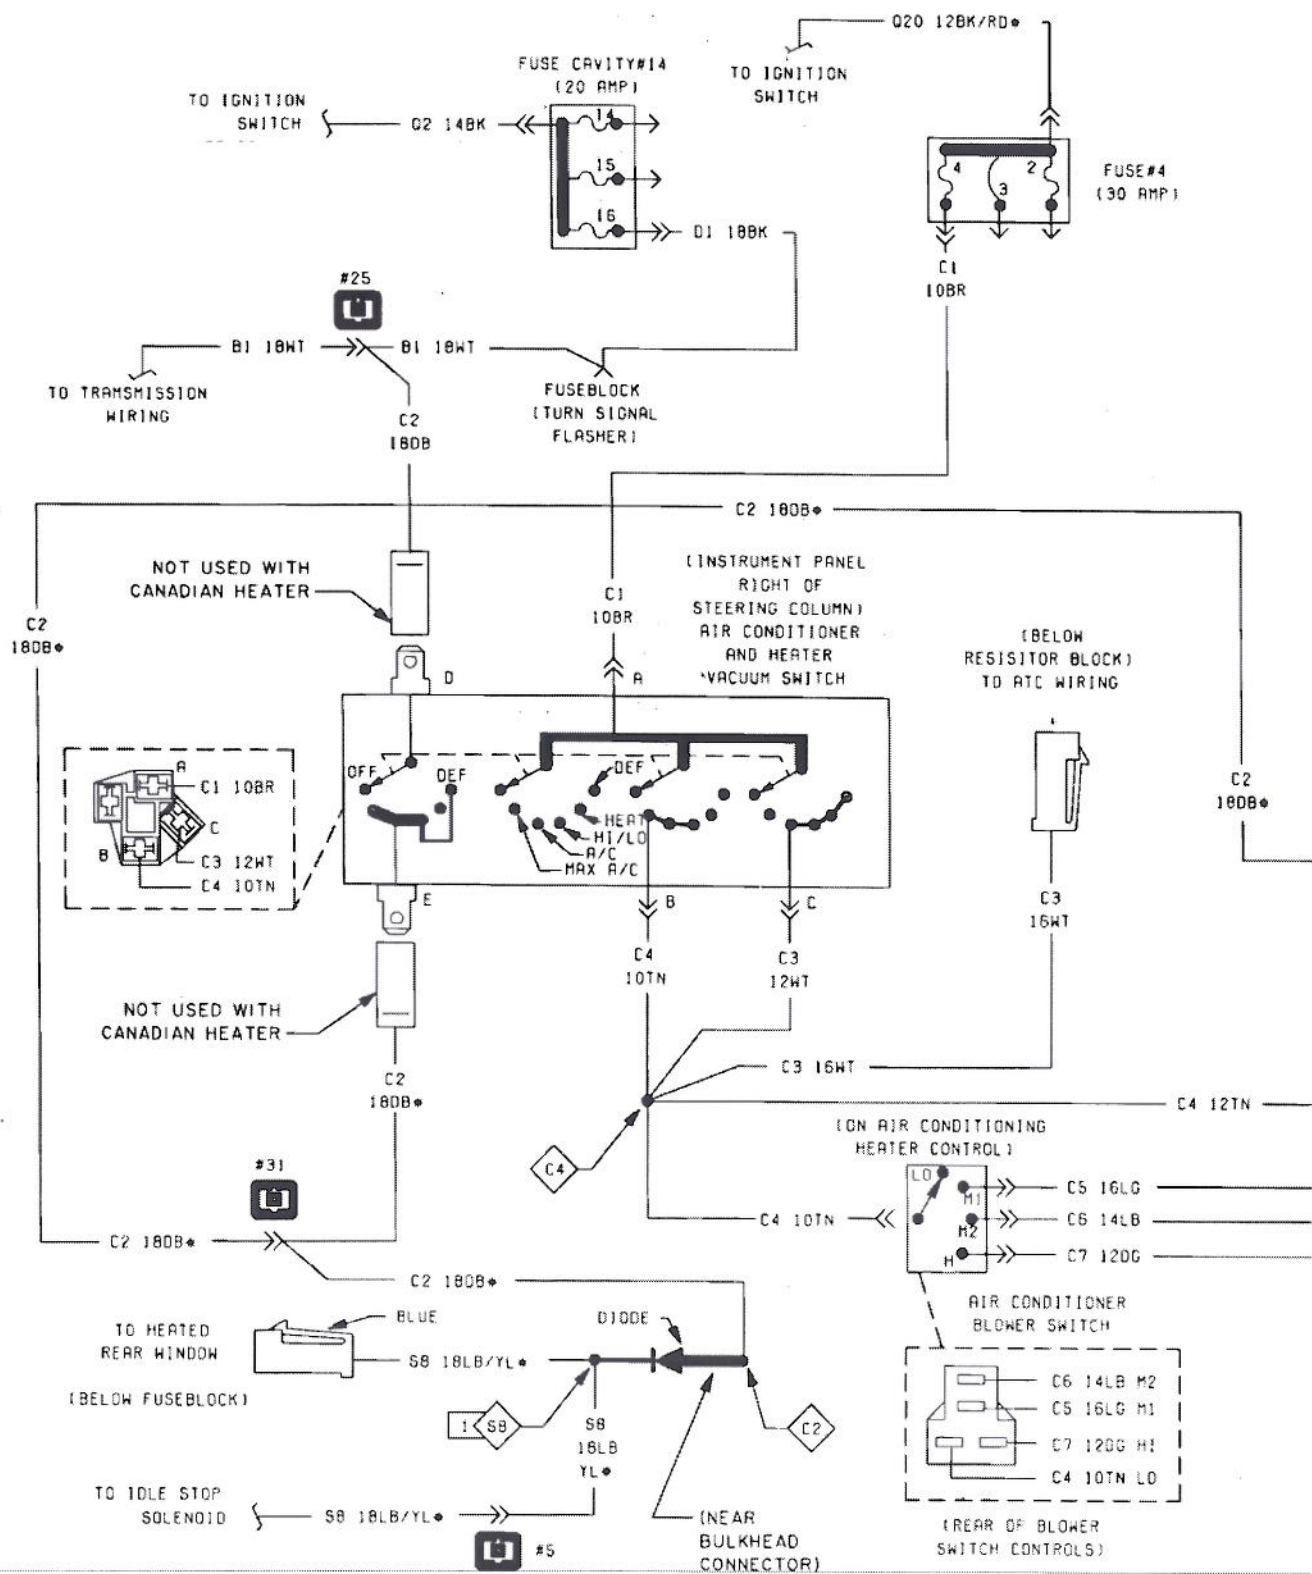 Q20 12BK/RD*
FUSE CAVITY#14
(20 AMP)
TO IGNITION
SWITCH
TO IGNITION
SWITCH
Q2 14BK
14
15
16
4
2
3
FUSE#4
(30 AMP)
D1 18BK
C1
10BR
#25
B1 18WT
B1 18WT
TO TRAMSMISSION
WIRING
FUSEBLOCK
(TURN SIGNAL
FLASHER)
C2
18DB
C2 18DB*
NOT USED WITH
CANADIAN HEATER
(INSTRUMENT PANEL
RIGHT OF
STEERING COLUMN)
AIR CONDITIONER
AND HEATER
VACUUM SWITCH
C1
10BR
C2
18DB*
(BELOW
RESISITOR BLOCK)
TO ATC WIRING
D
A
OFF
DEF
DEF
HEAT
HI/LO
A/C
MAX A/C
A
C1 10BR
C
B
C3 12WT
C4 10TN
C2
18DB*
E
B
C
C3
16WT
C4
10TN
C3
12WT
NOT USED WITH
CANADIAN HEATER
C3 16WT
C2
18DB*
C4 12TN
(ON AIR CONDITIONING
HEATER CONTROL)
C4
#31
LO
M1
C5 16LG
C4 10TN
M2
C6 14LB
H
C7 12DG
C2 18DB*
C2 18DB*
AIR CONDITIONER
BLOWER SWITCH
BLUE
DIODE
TO HEATED
REAR WINDOW
S8 18LB/YL*
(BELOW FUSEBLOCK)
C6 14LB M2
C5 16LG M1
C7 12DG HI
C4 10TN LO
1
S8
S8
18LB
YL*
C2
TO IDLE STOP
SOLENOID
S8 18LB/YL*
#5
(NEAR
BULKHEAD
CONNECTOR)
(REAR OF BLOWER
SWITCH CONTROLS)